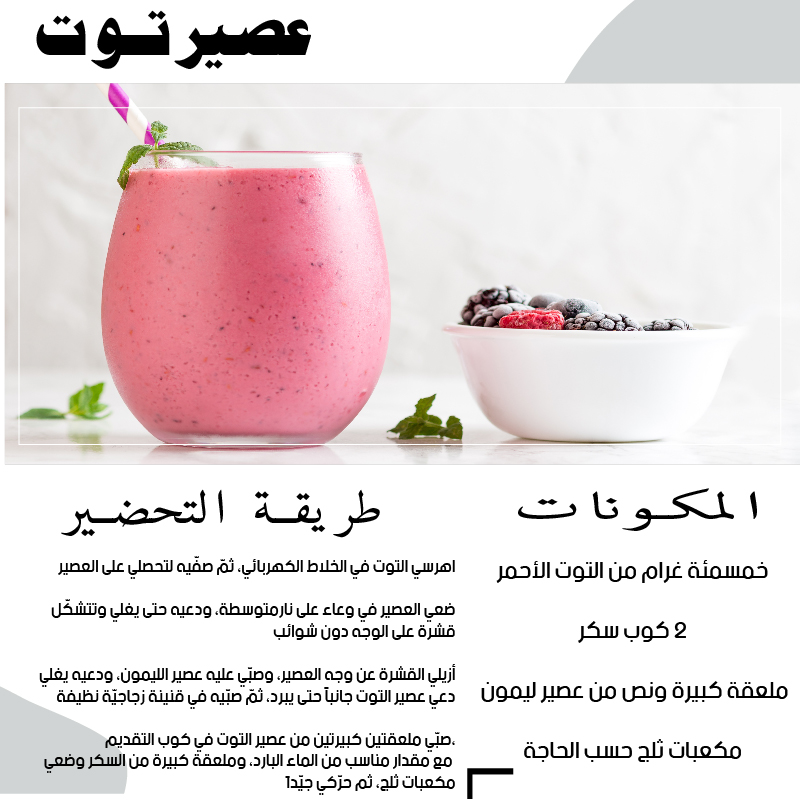 عصير توت
المكونات
خمسمئة غرام من التوت الأحمر
2 كوب سكر
ملعقة كبيرة ونص من عصير ليمون
مكعبات ثلج حسب الحاجة
طريقة التحضير
اهرسي التوت في الخلاط الكهربائي، ثمّ صفّيه لتحصلي على العصير
ضعي العصير في وعاء على نارمتوسطة، ودعيه حتى يغلي وتتشكّل
قشرة على الوجه دون شوائب
أزيلي القشرة عن وجه العصير، وصبّي عليه عصير الليمون، ودعيه يغلي
دعي عصير التوت جانباً حتى يبرد، ثمّ صبّيه في قنينة زجاجيّة نظيفة
،صبّي ملعقتين كبيرتين من عصير التوت في كوب التقديم
مع مقدار مناسب من الماء البارد، وملعقة كبيرة من السكر وضعي
مكعبات ثلج، ثم حرّكي جيّداً